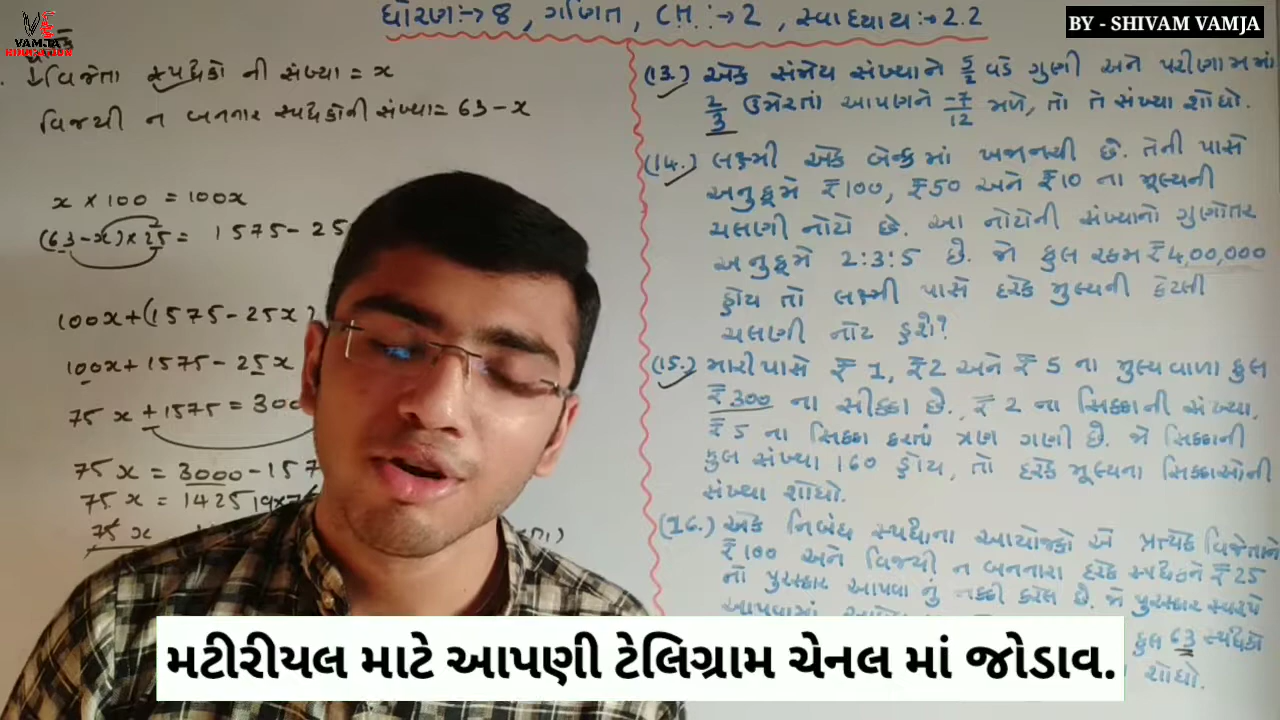 VE
VAMJA
EDUCATION
BY - SHIVAM VAMJA
ધોરણ:→ 8, ગણિત, CH.:→ 2, સ્વાધ્યાય:→ 2.2
વિજેતા સ્પર્ધકો ની સંખ્યા = x
વિજયી ન બનનાર સ્પર્ધકોની સંખ્યા = 63 - x
x × 100 = 100x
(63-x) × 25 = 1575 - 25
100x + (1575 - 25x)
100x + 1575 - 25x
75x + 1575 = 300
75x = 3000 - 157
75x = 1425
75x
(13.) એક સંમેય સંખ્યાને 5/2 વડે ગુણી અને પરીણામમાં
2/3 ઉમેરતાં આપણને -7/12 મળે, તો તે સંખ્યા શોધો.
(14.) લક્ષ્મી એક બેન્કમાં ખજાનચી છે. તેની પાસે
અનુક્રમે ₹100, ₹50 અને ₹10 ના મૂલ્યની
ચલણી નોટો છે. આ નોટોની સંખ્યાનો ગુણોતર
અનુક્રમે 2:3:5 છે. જો કુલ રકમ ₹4,00,000
હોય તો લક્ષ્મી પાસે દરેક મુલ્યની કેટલી
ચલણી નોટ હશે?
(15.) મારી પાસે ₹ 1, ₹2 અને ₹ 5 ના મુલ્યવાળા કુલ
₹300 ના સીક્કા છે. ₹ 2 ના સિક્કાની સંખ્યા,
₹ 5 ના સિક્કા કરતાં ત્રણ ગણી છે. જો સિક્કાની
કુલ સંખ્યા 160 હોય, તો દરેક મૂલ્યના સિક્કાઓની
સંખ્યા શોધો.
(16.) એક નિબંધ સ્પર્ધાના આયોજકો એ પ્રત્યેક વિજેતાને
₹100 અને વિજયી ન બનનારા દરેક સ્પર્ધકને ₹25
નો પુરસ્કાર આપવા નું નક્કી કરેલ છે. જો પુરસ્કાર સ્વરૂપે
આપવામાં
કુલ 63 સ્પર્ધકો
શોધો.
મટીરીયલ માટે આપણી ટેલિગ્રામ ચેનલ માં જોડાવ.